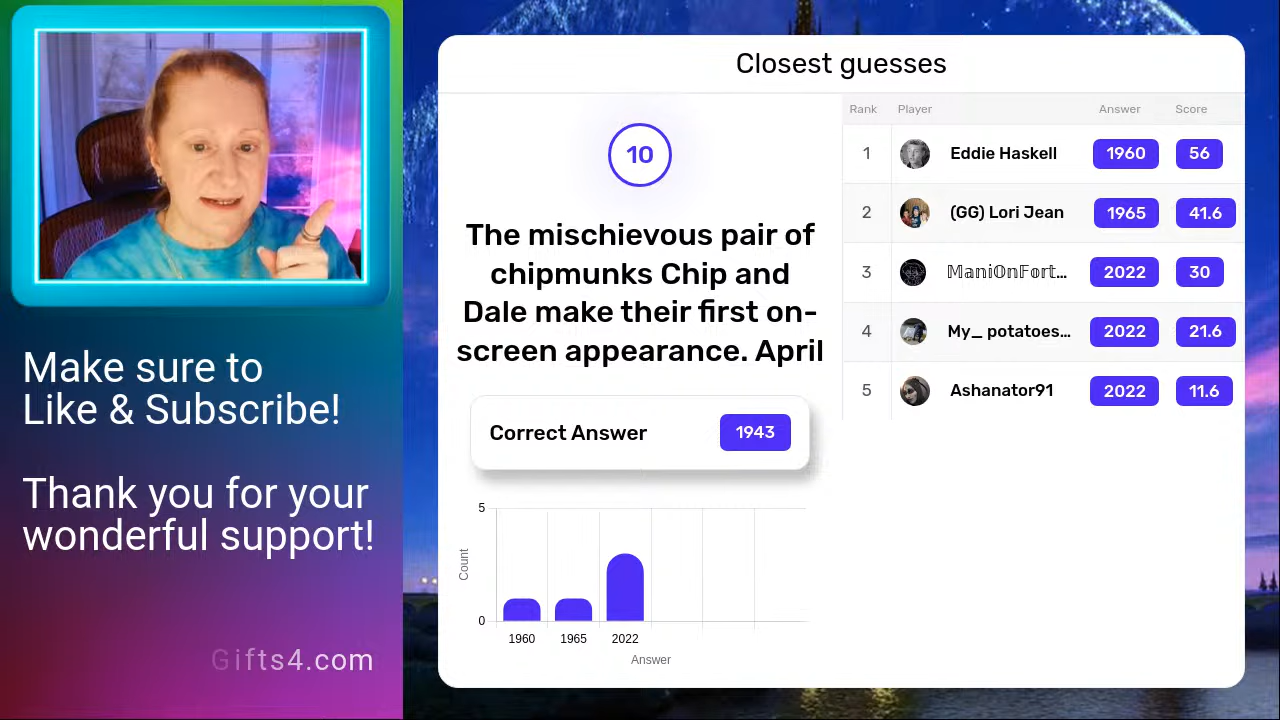 Closest guesses
10
The mischievous pair of
chipmunks Chip and
Dale make their first on-
screen appearance. April
Correct Answer 1943
5
Count
0
1960 1965 2022
Answer
Rank Player Answer Score
1 Eddie Haskell 1960 56
2 (GG) Lori Jean 1965 41.6
3 𝕄𝕒𝕟𝕚𝕆𝕟𝔽𝕠𝕣𝕥... 2022 30
4 My_ potatoes... 2022 21.6
5 Ashanator91 2022 11.6
Make sure to
Like & Subscribe!
Thank you for your
wonderful support!
Gifts4.com